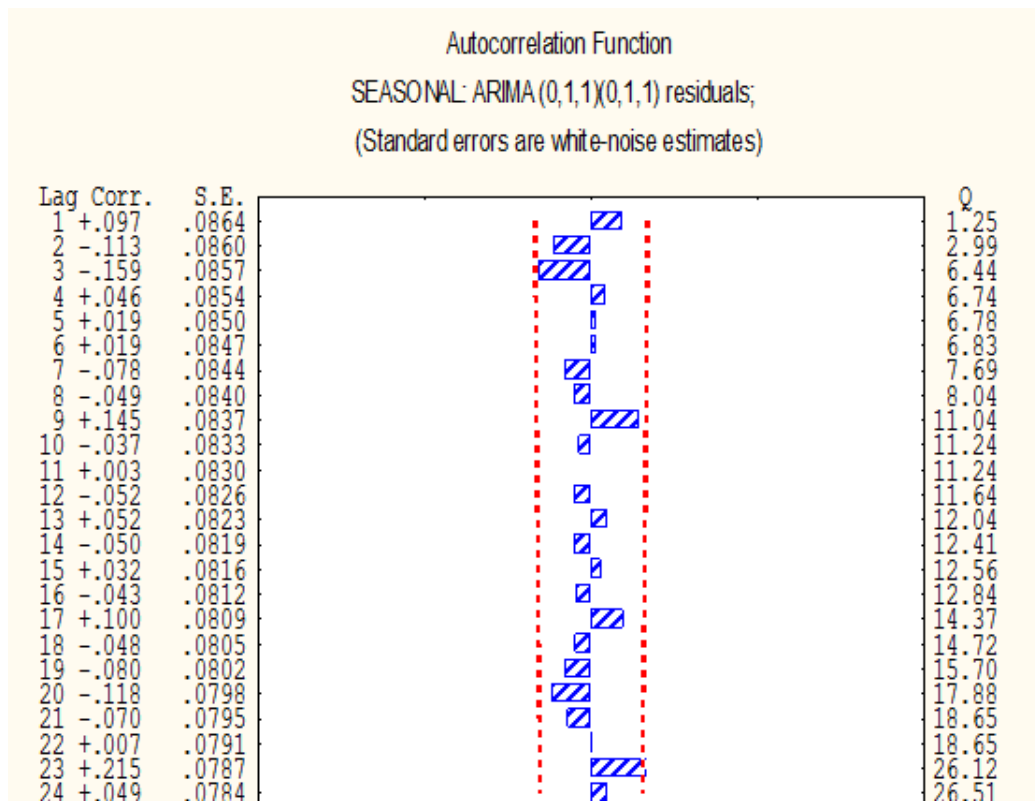 Autocorrelation Function
SEASONAL: ARIMA (0,1,1)(0,1,1) residuals;
(Standard errors are white-noise estimates)
Lag Corr. S.E. Q
1 +.097 .0864 1.25
2 -.113 .0860 2.99
3 -.159 .0857 6.44
4 +.046 .0854 6.74
5 +.019 .0850 6.78
6 +.019 .0847 6.83
7 -.078 .0844 7.69
8 -.049 .0840 8.04
9 +.145 .0837 11.04
10 -.037 .0833 11.24
11 +.003 .0830 11.24
12 -.052 .0826 11.64
13 +.052 .0823 12.04
14 -.050 .0819 12.41
15 +.032 .0816 12.56
16 -.043 .0812 12.84
17 +.100 .0809 14.37
18 -.048 .0805 14.72
19 -.080 .0802 15.70
20 -.118 .0798 17.88
21 -.070 .0795 18.65
22 +.007 .0791 18.65
23 +.215 .0787 26.12
24 +.049 .0784 26.51